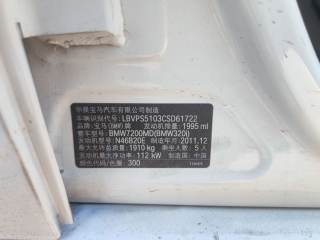 华晨宝马汽车有限公司制造
车辆识别代号: LBVPS5103CSD61722
品牌: 宝马(BMW)牌 发动机排量: 1995 ml
整车型号: BMW7200MD(BMW320i)
发动机型号: N46B20E 制造年月: 2011.12
最大允许总质量: 1910 kg 乘坐人数: 5人
发动机最大净功率: 112 kW 制造国: 中国
颜色代码/色号: 300